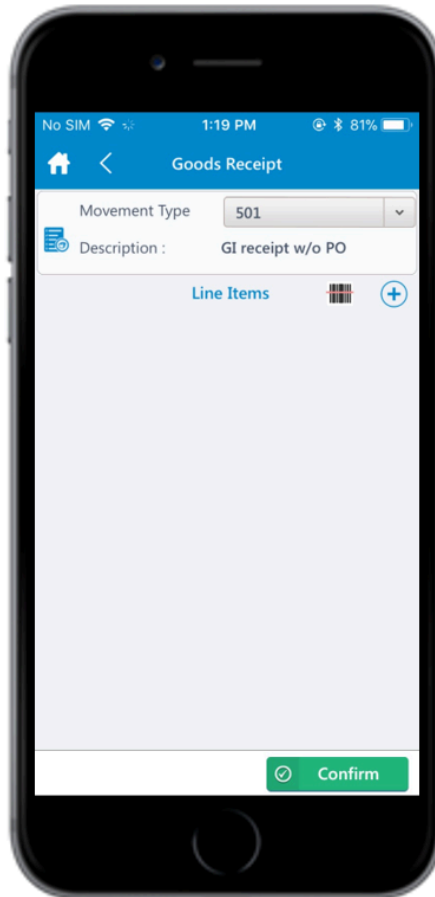 No SIM 1:19 PM 81%
Goods Receipt
Movement Type 501
Description : GI receipt w/o PO
Line Items
Confirm